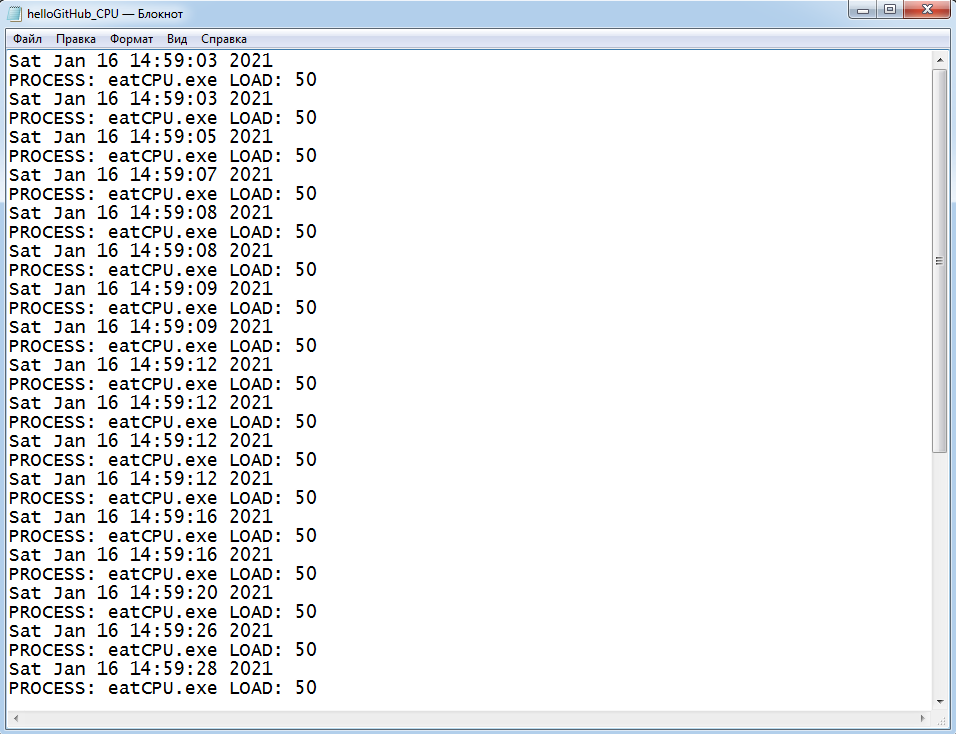 helloGitHub_CPU — Блокнот
Файл Правка Формат Вид Справка
Sat Jan 16 14:59:03 2021
PROCESS: eatCPU.exe LOAD: 50
Sat Jan 16 14:59:03 2021
PROCESS: eatCPU.exe LOAD: 50
Sat Jan 16 14:59:05 2021
PROCESS: eatCPU.exe LOAD: 50
Sat Jan 16 14:59:07 2021
PROCESS: eatCPU.exe LOAD: 50
Sat Jan 16 14:59:08 2021
PROCESS: eatCPU.exe LOAD: 50
Sat Jan 16 14:59:08 2021
PROCESS: eatCPU.exe LOAD: 50
Sat Jan 16 14:59:09 2021
PROCESS: eatCPU.exe LOAD: 50
Sat Jan 16 14:59:09 2021
PROCESS: eatCPU.exe LOAD: 50
Sat Jan 16 14:59:12 2021
PROCESS: eatCPU.exe LOAD: 50
Sat Jan 16 14:59:12 2021
PROCESS: eatCPU.exe LOAD: 50
Sat Jan 16 14:59:12 2021
PROCESS: eatCPU.exe LOAD: 50
Sat Jan 16 14:59:12 2021
PROCESS: eatCPU.exe LOAD: 50
Sat Jan 16 14:59:16 2021
PROCESS: eatCPU.exe LOAD: 50
Sat Jan 16 14:59:16 2021
PROCESS: eatCPU.exe LOAD: 50
Sat Jan 16 14:59:20 2021
PROCESS: eatCPU.exe LOAD: 50
Sat Jan 16 14:59:26 2021
PROCESS: eatCPU.exe LOAD: 50
Sat Jan 16 14:59:28 2021
PROCESS: eatCPU.exe LOAD: 50